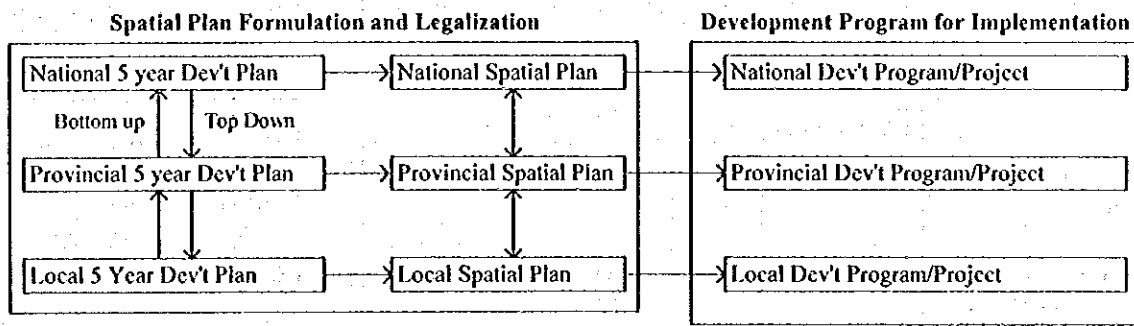 Spatial Plan Formulation and Legalization
Development Program for Implementation
National 5 year Dev't Plan
National Spatial Plan
National Dev't Program/Project
Bottom up
Top Down
Provincial 5 year Dev't Plan
Provincial Spatial Plan
Provincial Dev't Program/Project
Local 5 Year Dev't Plan
Local Spatial Plan
Local Dev't Program/Project